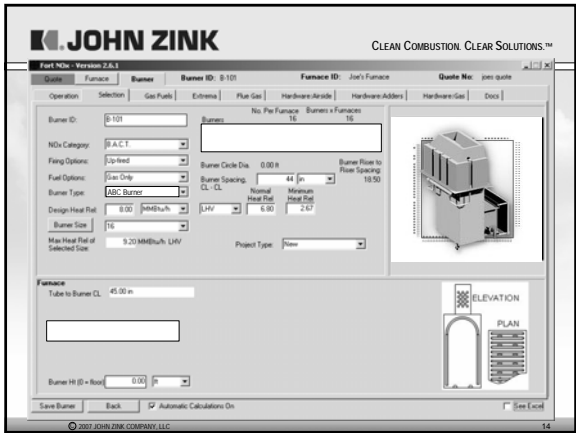 JOHN ZINK
CLEAN COMBUSTION. CLEAR SOLUTIONS.™
Fort NOx - Version 2.6.1
Quote Furnace Burner Burner ID: B-101 Furnace ID: Joe's Furnace Quote No: joes quote
Operation Selection Gas Fuels Extrema Flue Gas Hardware:Airside Hardware:Adders Hardware:Gas Docs
No. Per Furnace Burners x Furnaces
Burner ID: B-101 Burners 16 16
NOx Category: B.A.C.T.
Firing Options: Up-fired Burner Circle Dia. 0.00 ft Burner Riser to
Riser Spacing:
Fuel Options: Gas Only Burner Spacing, 44 in 18.50
CL - CL
Burner Type: ABC Burner Normal Minimum
Heat Rel Heat Rel
Design Heat Rel: 8.00 MMBtu/h LHV 6.80 2.67
Burner Size 16
Max Heat Rel of 9.20 MMBtu/h LHV Project Type: New
Selected Size:
Furnace
Tube to Burner CL 45.00 in
ELEVATION
PLAN
Burner Ht (0 = floor) 0.00 ft
Save Burner Back Automatic Calculations On See Excel
© 2007 JOHN ZINK COMPANY, LLC 14